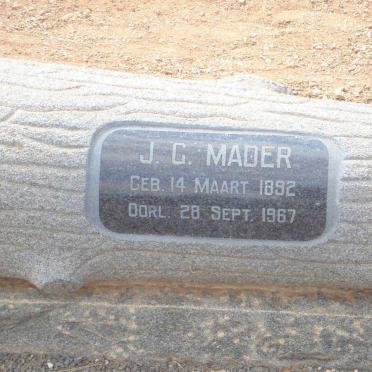 J. C. MADER
GEB. 14 MAART 1892
OORL. 28 SEPT. 1967